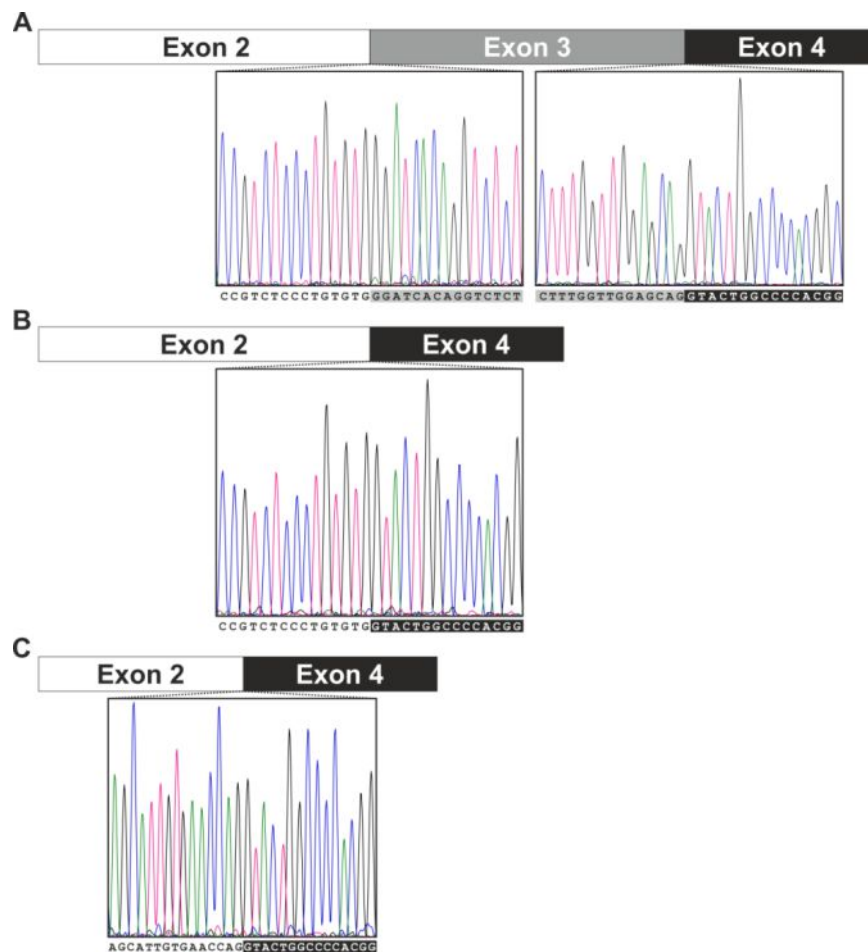 A
Exon 2 Exon 3 Exon 4
CCGTCTCCCTGTGTGGGATCACAGGTCTCT CTTTGGTTGGAGCAGGTACTGGCCCCACGG
B
Exon 2 Exon 4
CCGTCTCCCTGTGTGGTACTGGCCCCACGG
C
Exon 2 Exon 4
AGCATTGTGAACCAGGTACTGGCCCCACGG